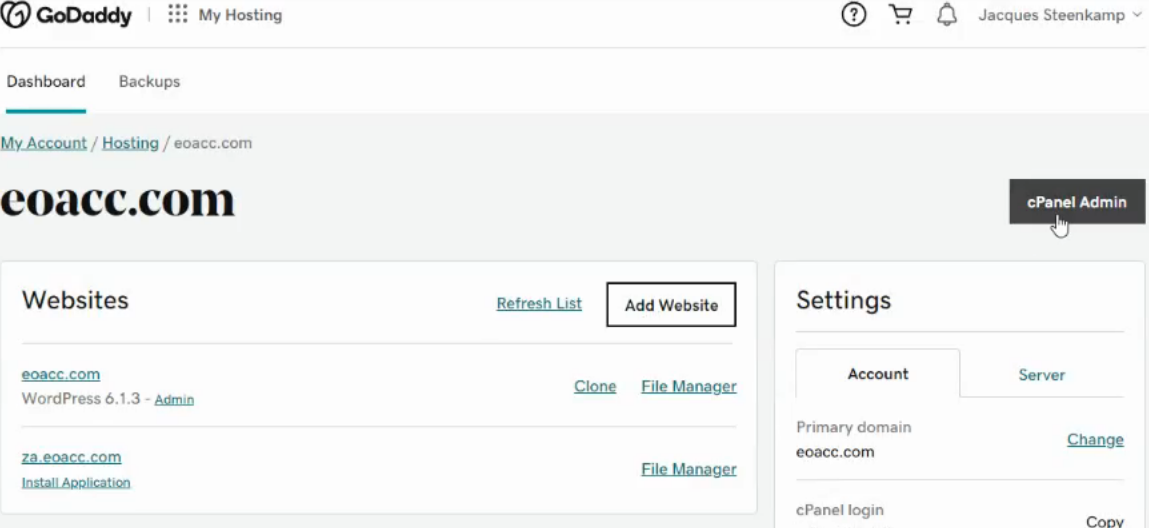 GoDaddy My Hosting Jacques Steenkamp
Dashboard Backups
My Account / Hosting / eoacc.com
eoacc.com
cPanel Admin
Websites Refresh List Add Website
eoacc.com
WordPress 6.1.3 - Admin
Clone File Manager
za.eoacc.com
Install Application
File Manager
Settings
Account Server
Primary domain
eoacc.com
Change
cPanel login
Copy